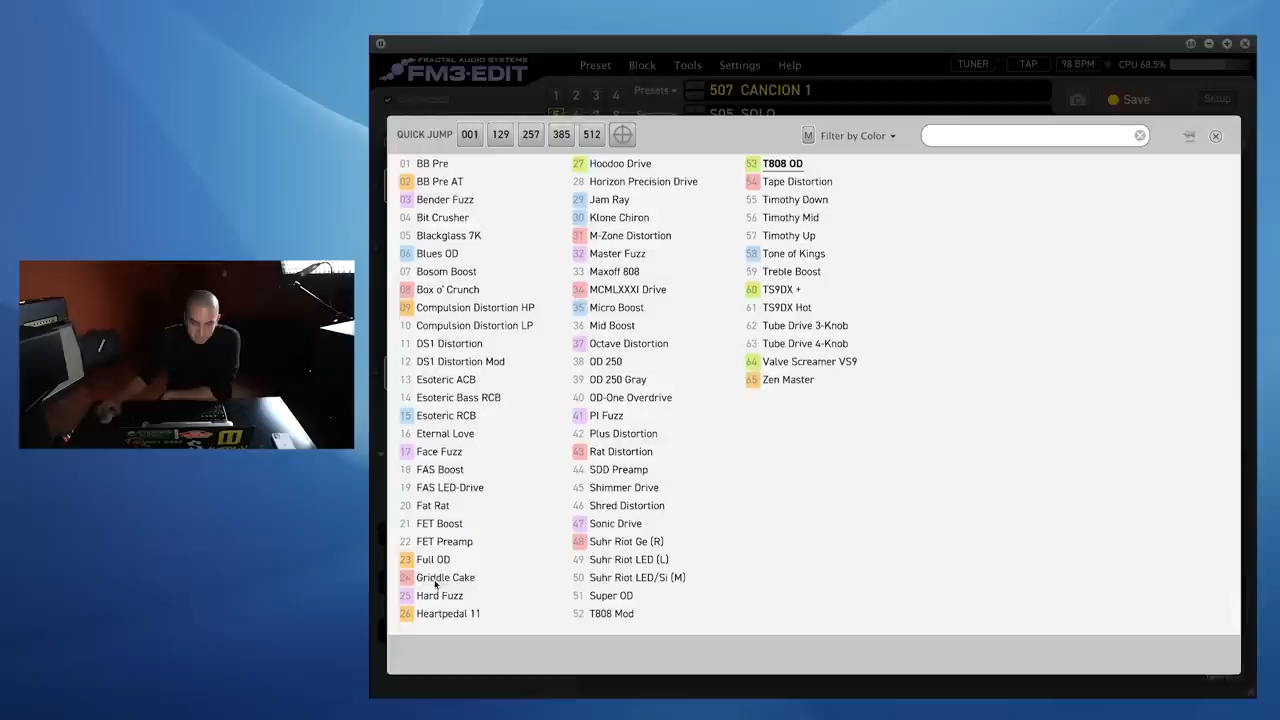 FRACTAL AUDIO SYSTEMS
FM3-EDIT
Preset Block Tools Settings Help
TUNER TAP 98 BPM CPU 68.5%
1 2 3 4 Presets
507 CANCION 1
Save Setup
S05 SOLO
QUICK JUMP 001 129 257 385 512
M Filter by Color
01 BB Pre
02 BB Pre AT
03 Bender Fuzz
04 Bit Crusher
05 Blackglass 7K
06 Blues OD
07 Bosom Boost
08 Box o' Crunch
09 Compulsion Distortion HP
10 Compulsion Distortion LP
11 DS1 Distortion
12 DS1 Distortion Mod
13 Esoteric ACB
14 Esoteric Bass RCB
15 Esoteric RCB
16 Eternal Love
17 Face Fuzz
18 FAS Boost
19 FAS LED-Drive
20 Fat Rat
21 FET Boost
22 FET Preamp
23 Full OD
24 Griddle Cake
25 Hard Fuzz
26 Heartpedal 11
27 Hoodoo Drive
28 Horizon Precision Drive
29 Jam Ray
30 Klone Chiron
31 M-Zone Distortion
32 Master Fuzz
33 Maxoff 808
34 MCMLXXXI Drive
35 Micro Boost
36 Mid Boost
37 Octave Distortion
38 OD 250
39 OD 250 Gray
40 OD-One Overdrive
41 PI Fuzz
42 Plus Distortion
43 Rat Distortion
44 SDD Preamp
45 Shimmer Drive
46 Shred Distortion
47 Sonic Drive
48 Suhr Riot Ge (R)
49 Suhr Riot LED (L)
50 Suhr Riot LED/Si (M)
51 Super OD
52 T808 Mod
53 T808 OD
54 Tape Distortion
55 Timothy Down
56 Timothy Mid
57 Timothy Up
58 Tone of Kings
59 Treble Boost
60 TS9DX +
61 TS9DX Hot
62 Tube Drive 3-Knob
63 Tube Drive 4-Knob
64 Valve Screamer VS9
65 Zen Master